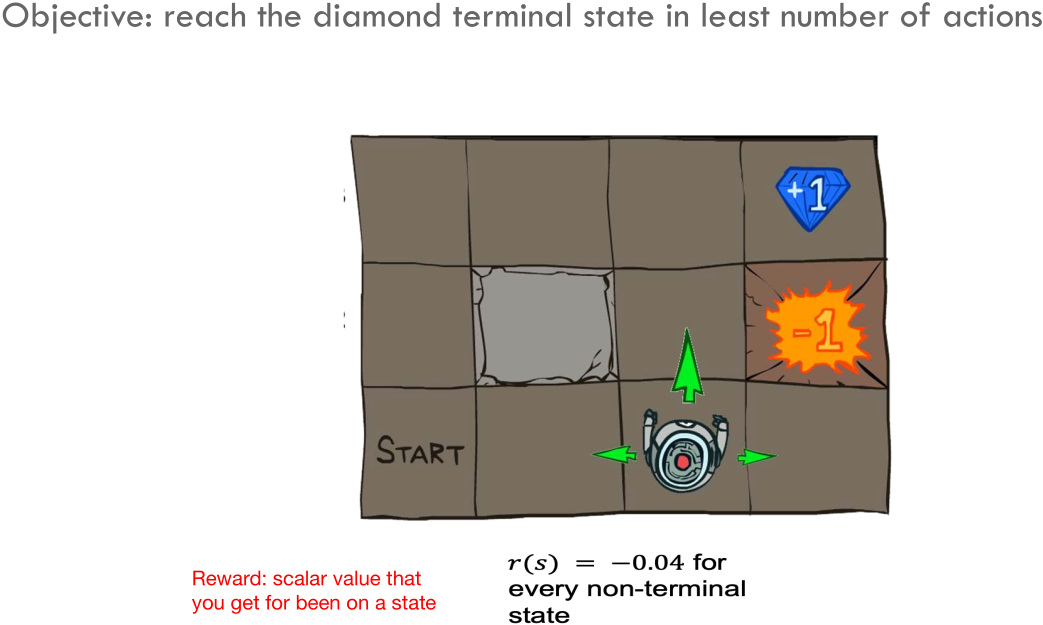 Objective: reach the diamond terminal state in least number of actions
+1
-1
START
Reward: scalar value that
you get for been on a state
r(s) = −0.04 for
every non-terminal
state